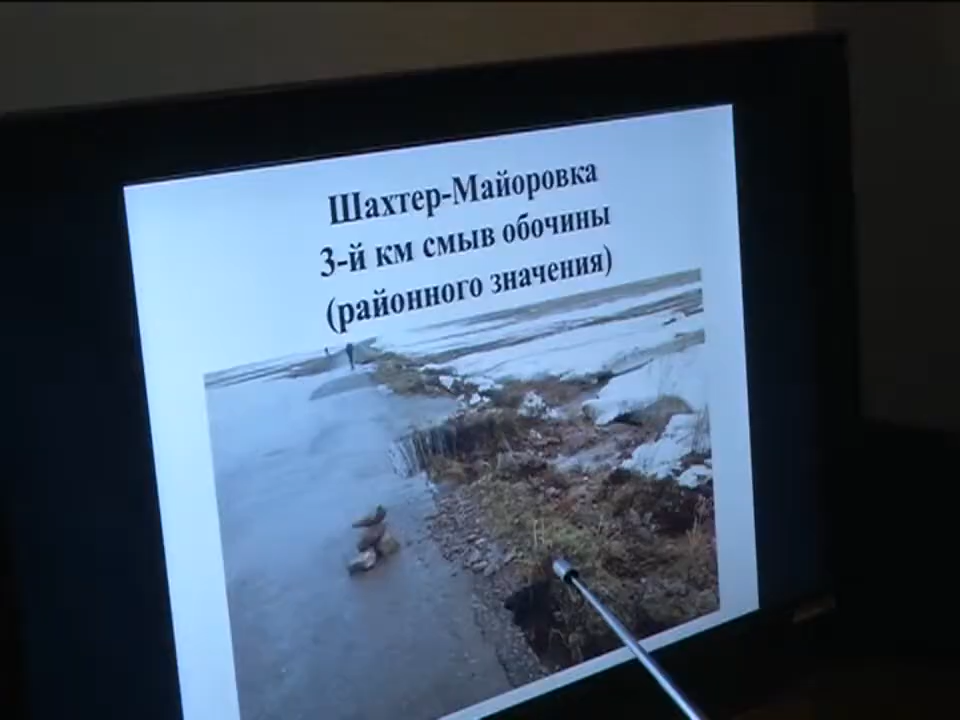 Шахтер-Майоровка
3-й км смыв обочины
(районного значения)